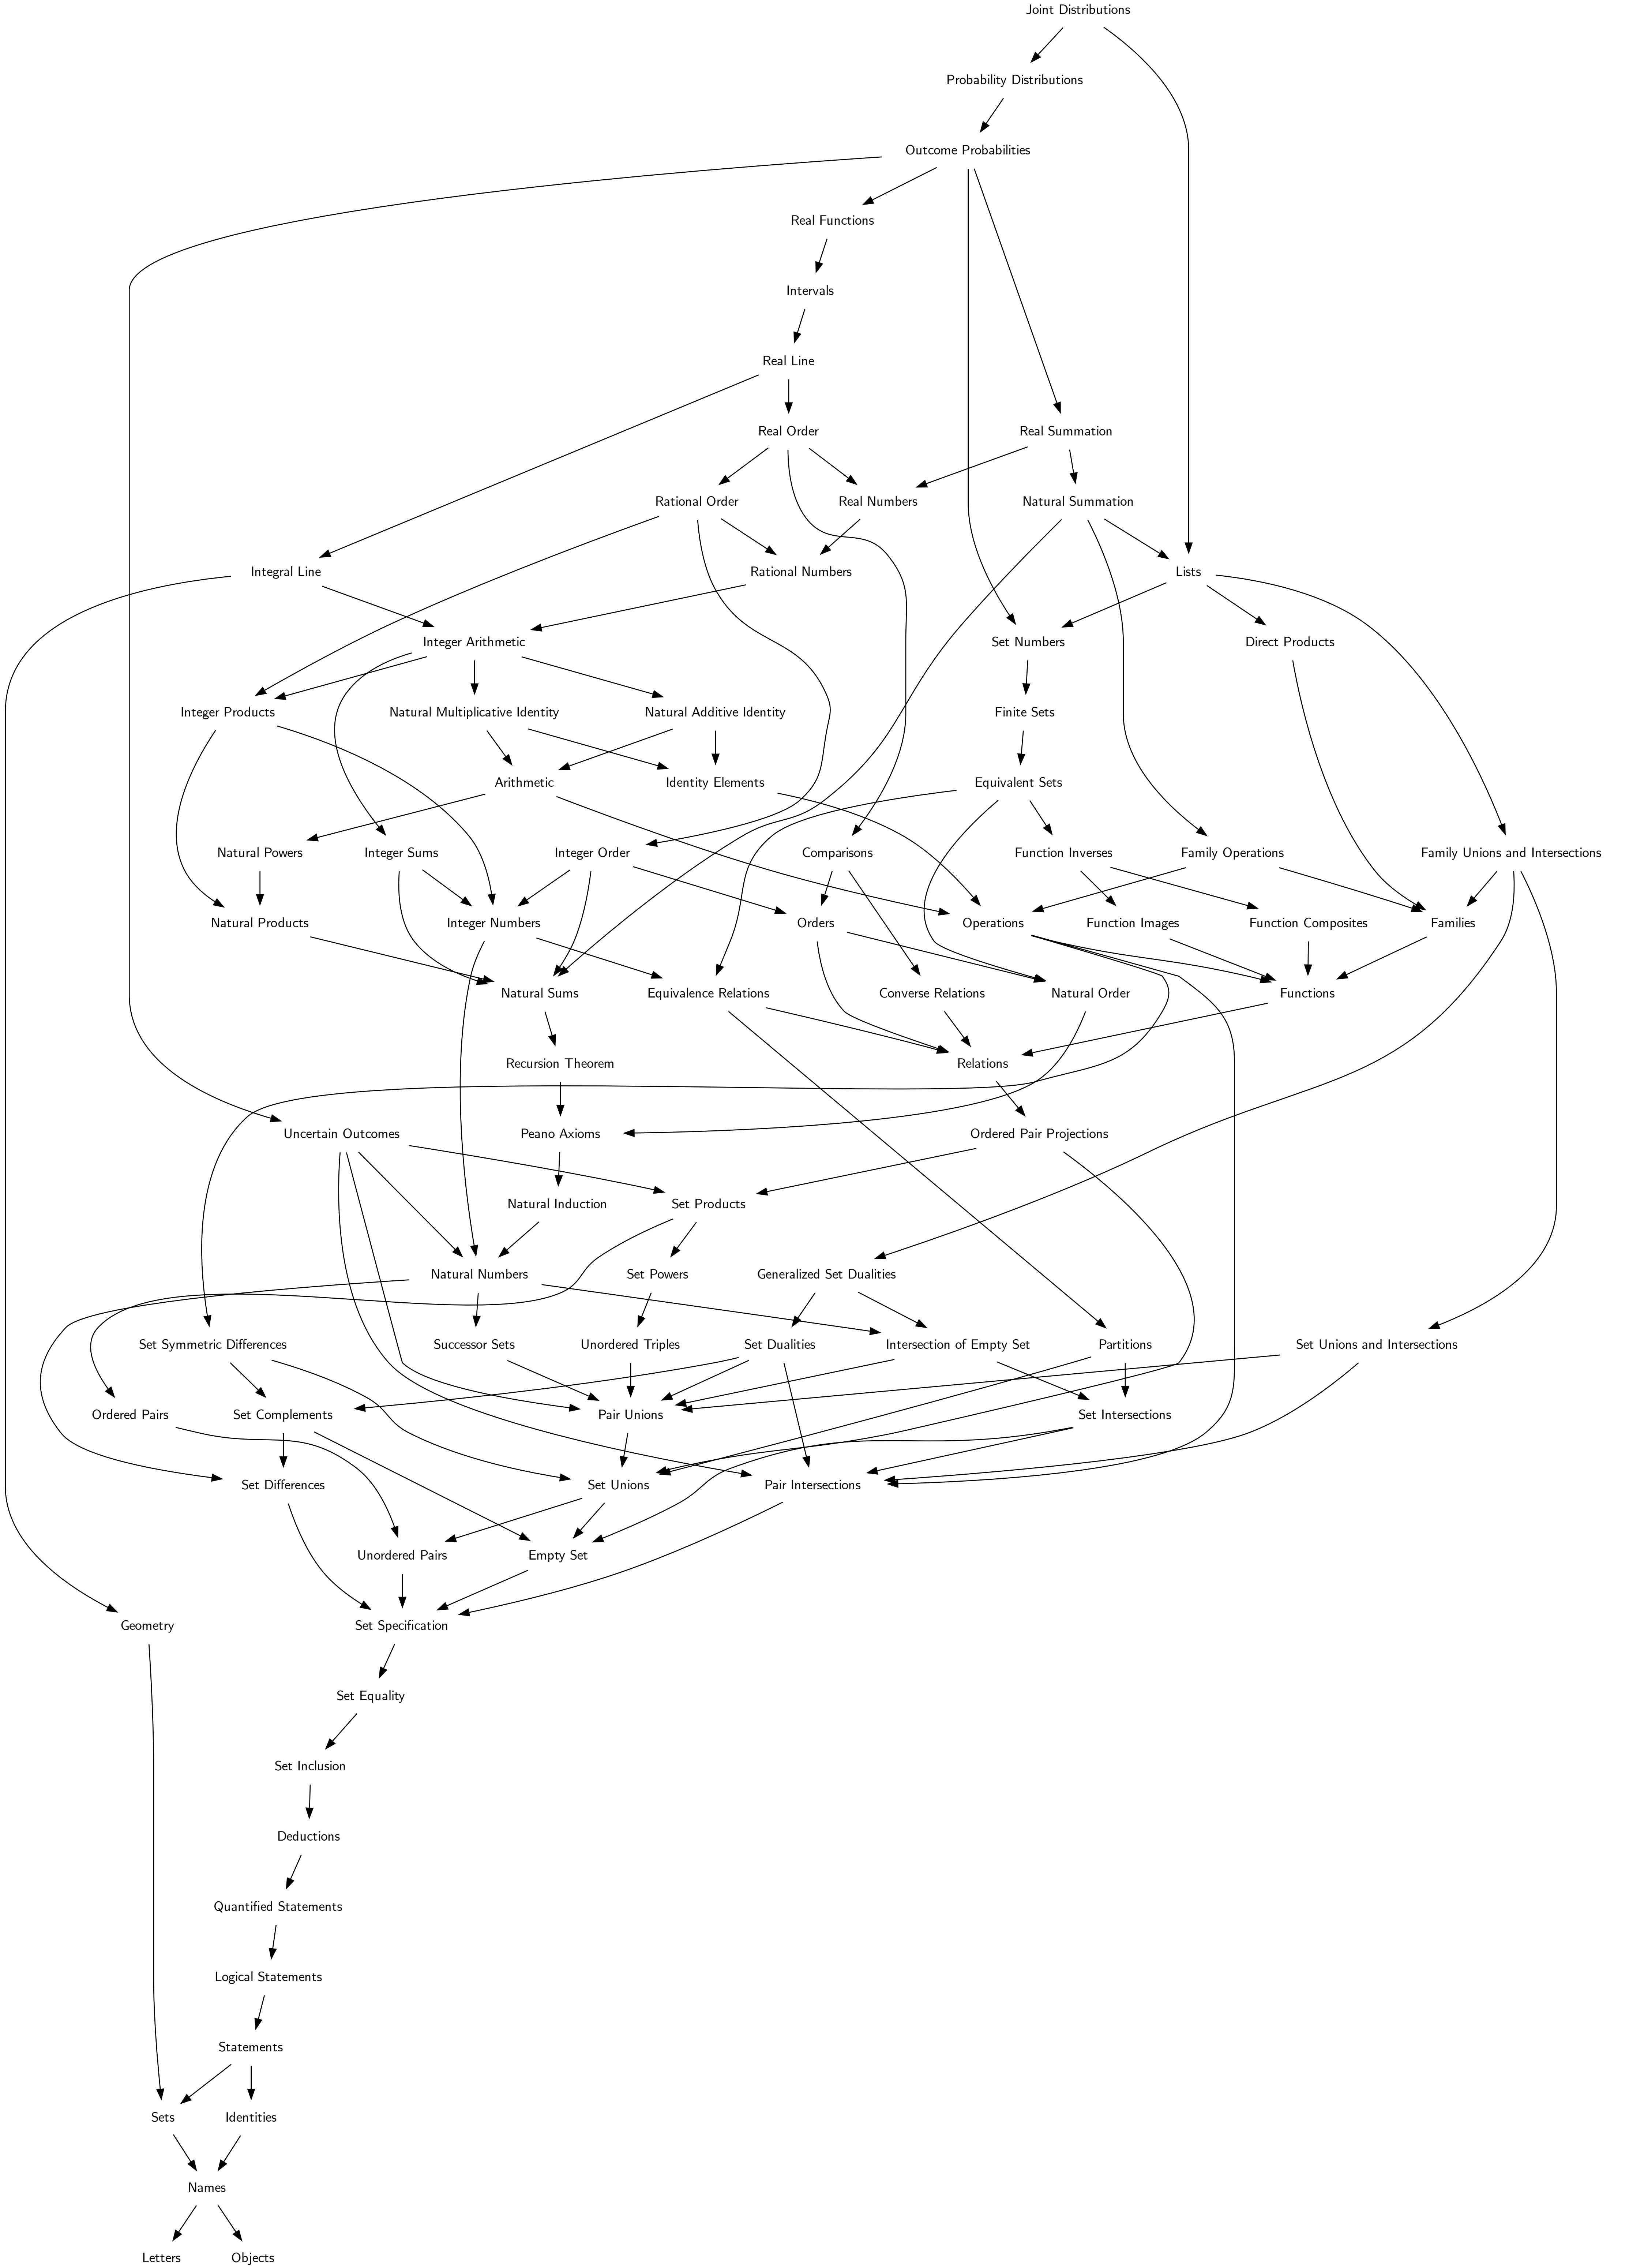 Joint Distributions
Probability Distributions
Outcome Probabilities
Real Functions
Intervals
Real Line
Real Order
Real Summation
Rational Order
Real Numbers
Natural Summation
Integral Line
Rational Numbers
Lists
Integer Arithmetic
Set Numbers
Direct Products
Integer Products
Natural Multiplicative Identity
Natural Additive Identity
Finite Sets
Arithmetic
Identity Elements
Equivalent Sets
Natural Powers
Integer Sums
Integer Order
Comparisons
Function Inverses
Family Operations
Family Unions and Intersections
Natural Products
Integer Numbers
Orders
Operations
Function Images
Function Composites
Families
Natural Sums
Equivalence Relations
Converse Relations
Natural Order
Functions
Recursion Theorem
Relations
Uncertain Outcomes
Peano Axioms
Ordered Pair Projections
Natural Induction
Set Products
Natural Numbers
Set Powers
Generalized Set Dualities
Set Symmetric Differences
Successor Sets
Unordered Triples
Set Dualities
Intersection of Empty Set
Partitions
Set Unions and Intersections
Ordered Pairs
Set Complements
Pair Unions
Set Intersections
Set Differences
Set Unions
Pair Intersections
Unordered Pairs
Empty Set
Geometry
Set Specification
Set Equality
Set Inclusion
Deductions
Quantified Statements
Logical Statements
Statements
Sets
Identities
Names
Letters
Objects